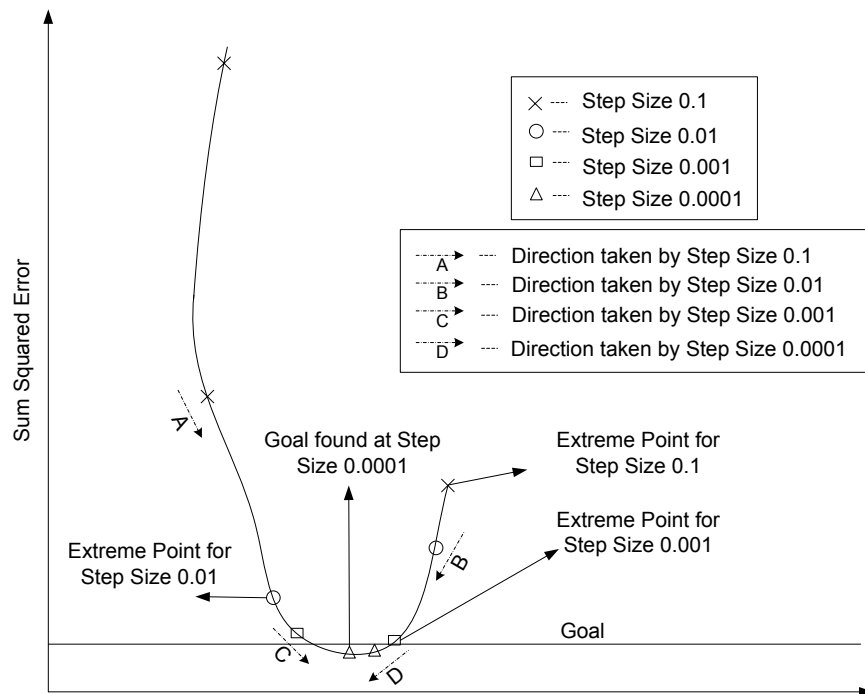 × --- Step Size 0.1
○ --- Step Size 0.01
□ --- Step Size 0.001
△ --- Step Size 0.0001
A --- Direction taken by Step Size 0.1
B --- Direction taken by Step Size 0.01
C --- Direction taken by Step Size 0.001
D --- Direction taken by Step Size 0.0001
Sum Squared Error
A
Goal found at Step
Size 0.0001
Extreme Point for
Step Size 0.1
Extreme Point for
Step Size 0.001
Extreme Point for
Step Size 0.01
B
Goal
C
D